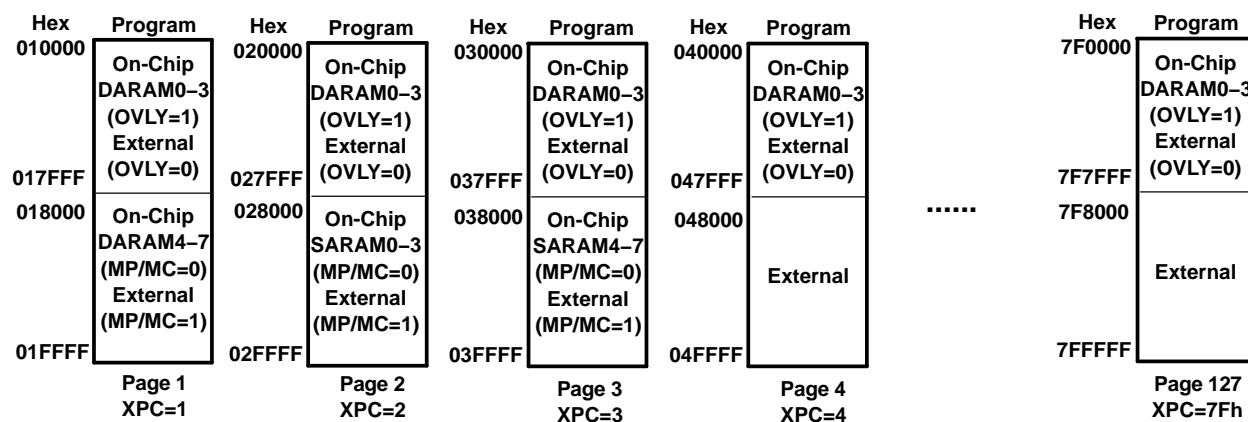 Hex Program
010000
On-Chip
DARAM0–3
(OVLY=1)
External
(OVLY=0)
017FFF
018000
On-Chip
DARAM4–7
(MP/MC=0)
External
(MP/MC=1)
01FFFF
Page 1
XPC=1
Hex Program
020000
On-Chip
DARAM0–3
(OVLY=1)
External
(OVLY=0)
027FFF
028000
On-Chip
SARAM0–3
(MP/MC=0)
External
(MP/MC=1)
02FFFF
Page 2
XPC=2
Hex Program
030000
On-Chip
DARAM0–3
(OVLY=1)
External
(OVLY=0)
037FFF
038000
On-Chip
SARAM4–7
(MP/MC=0)
External
(MP/MC=1)
03FFFF
Page 3
XPC=3
Hex Program
040000
On-Chip
DARAM0–3
(OVLY=1)
External
(OVLY=0)
047FFF
048000
External
04FFFF
Page 4
XPC=4
......
Hex Program
7F0000
On-Chip
DARAM0–3
(OVLY=1)
External
(OVLY=0)
7F7FFF
7F8000
External
7FFFFF
Page 127
XPC=7Fh